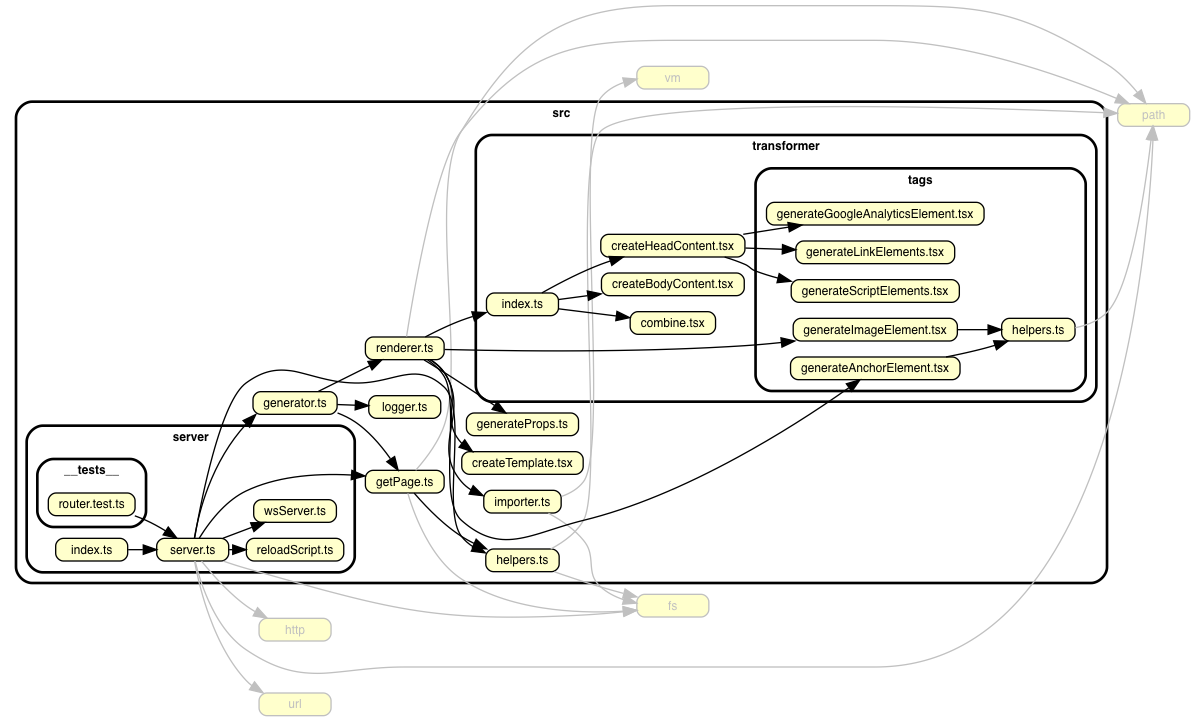 vm
path
src
transformer
tags
generateGoogleAnalyticsElement.tsx
createHeadContent.tsx
generateLinkElements.tsx
createBodyContent.tsx
generateScriptElements.tsx
index.ts
combine.tsx
generateImageElement.tsx
helpers.ts
renderer.ts
generateAnchorElement.tsx
generator.ts
logger.ts
generateProps.ts
server
createTemplate.tsx
__tests__
getPage.ts
router.test.ts
importer.ts
wsServer.ts
index.ts
server.ts
reloadScript.ts
helpers.ts
fs
http
url